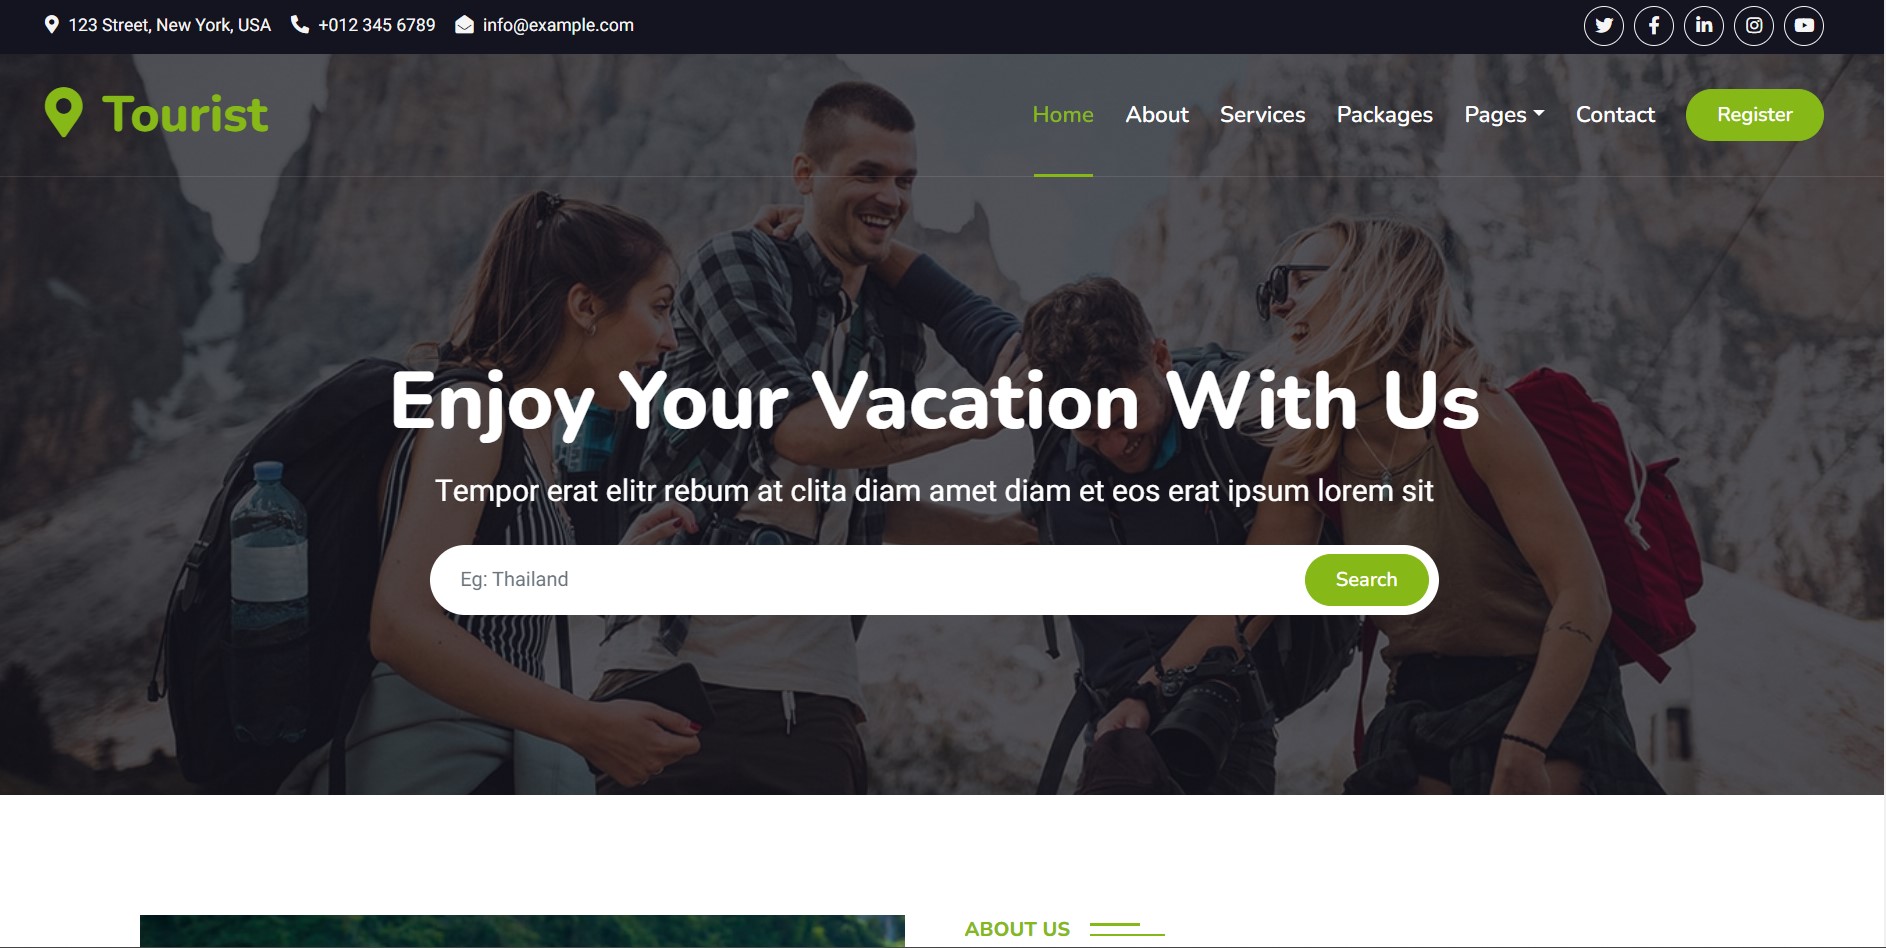 123 Street, New York, USA +012 345 6789 info@example.com
Tourist Home About Services Packages Pages Contact Register
Enjoy Your Vacation With Us
Tempor erat elitr rebum at clita diam amet diam et eos erat ipsum lorem sit
Eg: Thailand Search
ABOUT US